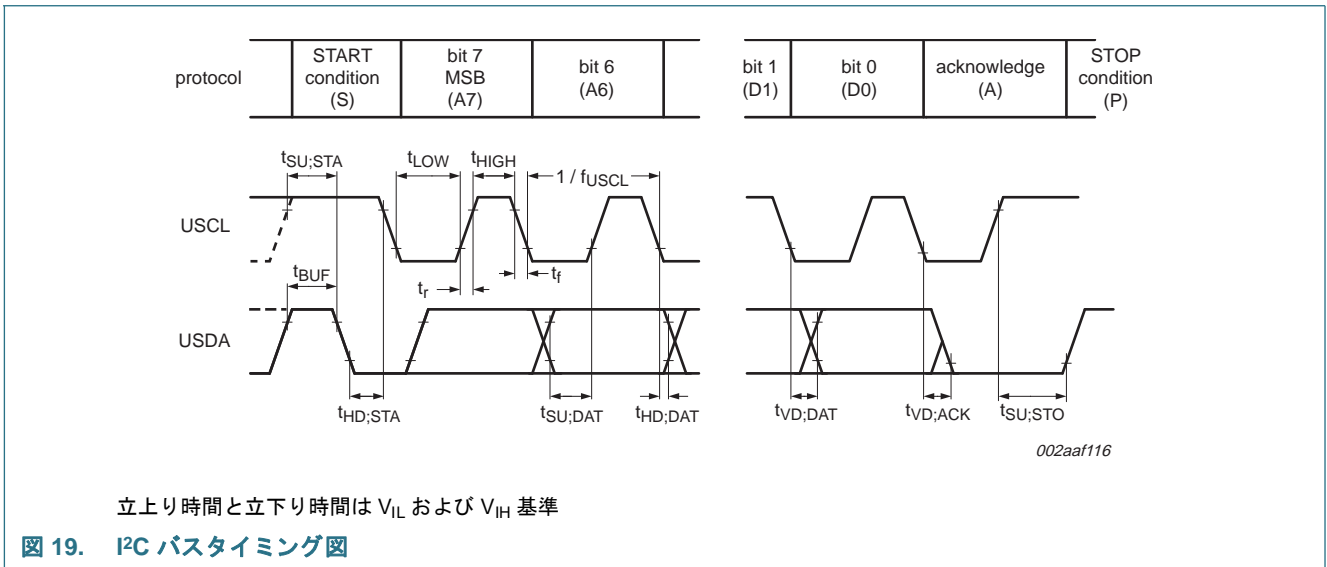 protocol
START
condition
(S)
bit 7
MSB
(A7)
bit 6
(A6)
bit 1
(D1)
bit 0
(D0)
acknowledge
(A)
STOP
condition
(P)
tSU;STA
tLOW
tHIGH
1 / fUSCL
USCL
tBUF
tr
tf
USDA
tHD;STA
tSU;DAT
tHD;DAT
tVD;DAT
tVD;ACK
tSU;STO
002aaf116
立上り時間と立下り時間は VIL および VIH 基準
図 19. I2C バスタイミング図